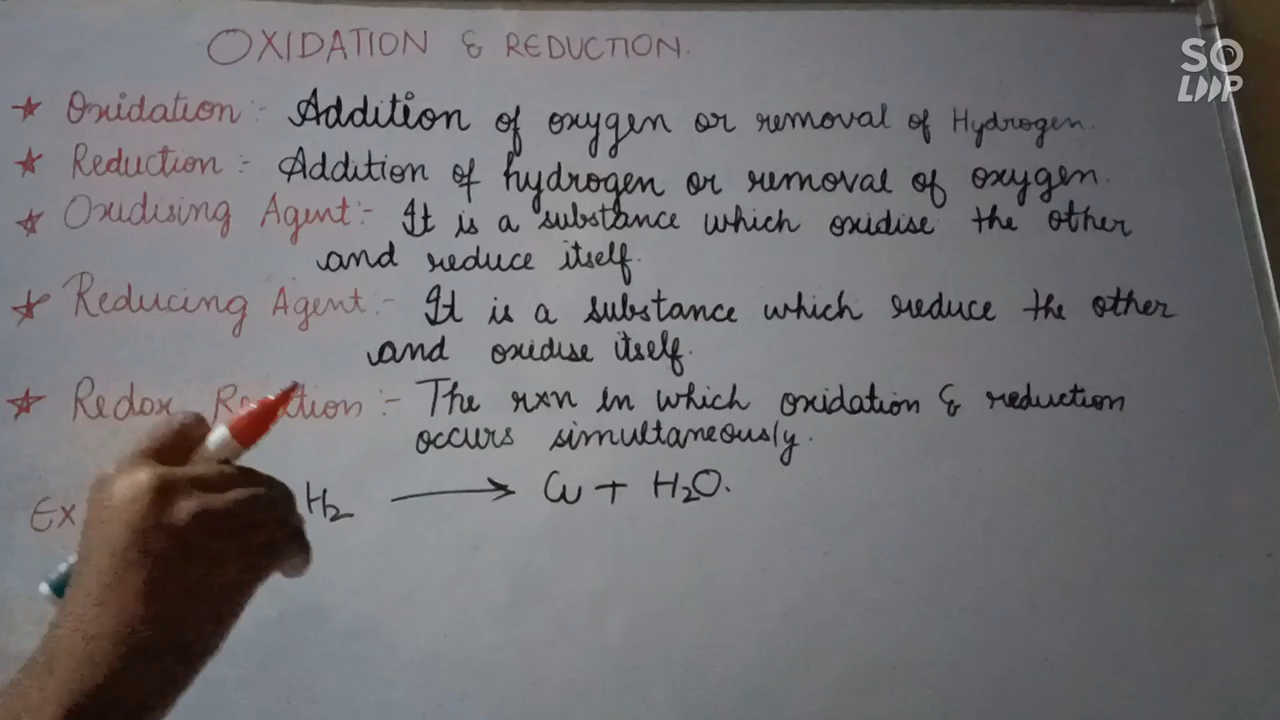 OXIDATION & REDUCTION.
SO
LOOP
★ Oxidation :- Addition of oxygen or removal of Hydrogen.
★ Reduction :- Addition of hydrogen or removal of oxygen.
★ Oxidising Agent :- It is a substance which oxidise the other
and reduce itself.
★ Reducing Agent :- It is a substance which reduce the other
and oxidise itself.
★ Redox :- The rxn in which oxidation & reduction
occurs simultaneously.
Ex H₂ → Cu + H₂O.